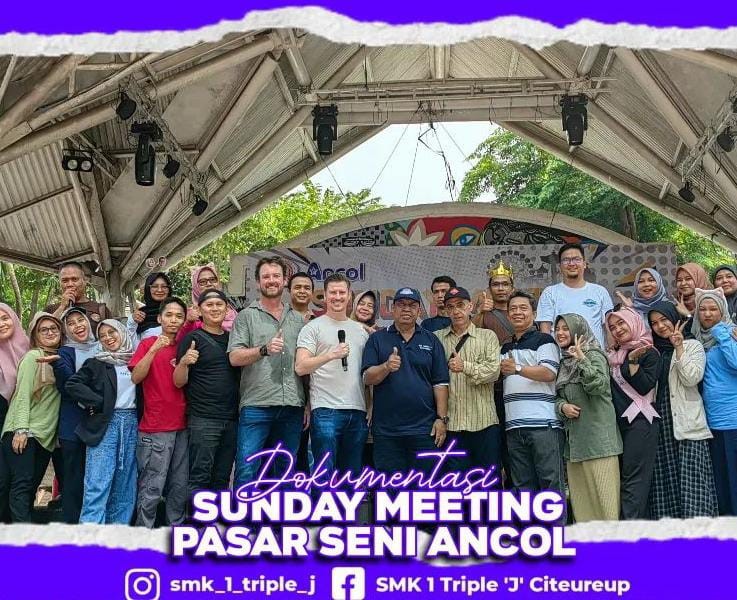 Ancol
Dokumentasi
SUNDAY MEETING
PASAR SENI ANCOL
smk_1_triple_j
SMK 1 Triple 'J' Citeureup